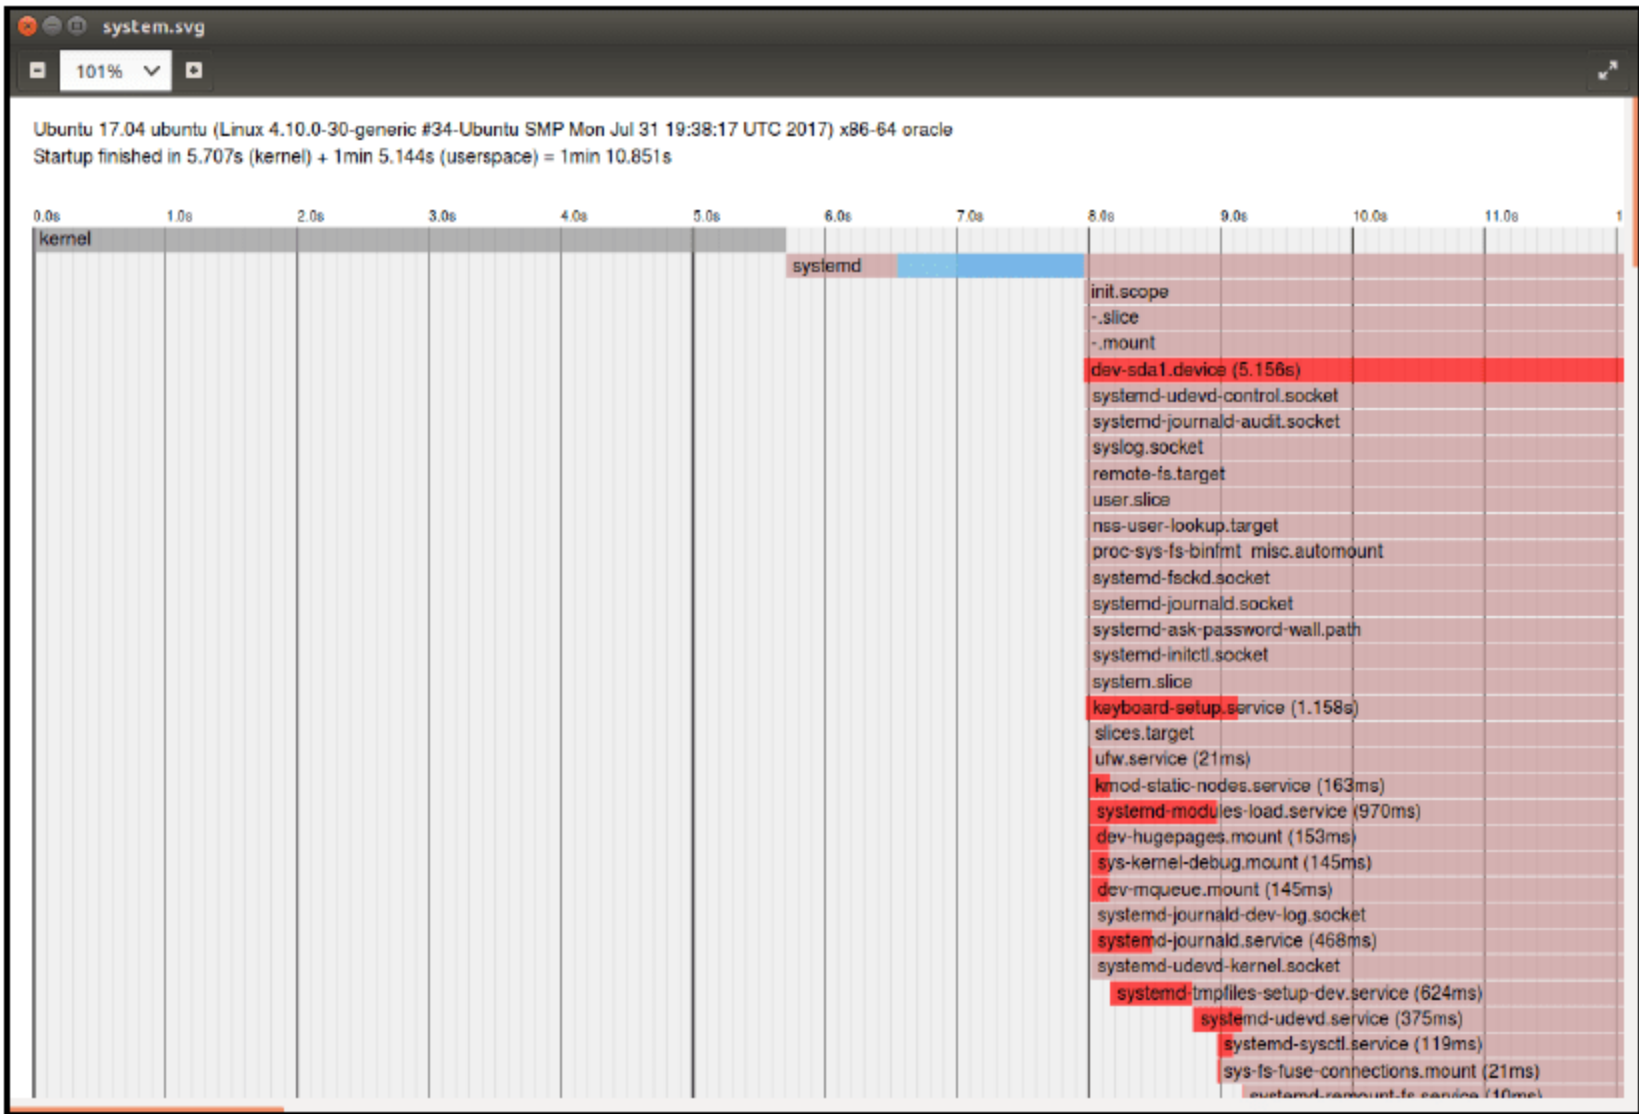 system.svg
101%
Ubuntu 17.04 ubuntu (Linux 4.10.0-30-generic #34-Ubuntu SMP Mon Jul 31 19:38:17 UTC 2017) x86-64 oracle
Startup finished in 5.707s (kernel) + 1min 5.144s (userspace) = 1min 10.851s
0.0s 1.0s 2.0s 3.0s 4.0s 5.0s 6.0s 7.0s 8.0s 9.0s 10.0s 11.0s 1
kernel
systemd
init.scope
-.slice
-.mount
dev-sda1.device (5.156s)
systemd-udevd-control.socket
systemd-journald-audit.socket
syslog.socket
remote-fs.target
user.slice
nss-user-lookup.target
proc-sys-fs-binfmt_misc.automount
systemd-fsckd.socket
systemd-journald.socket
systemd-ask-password-wall.path
systemd-initctl.socket
system.slice
keyboard-setup.service (1.158s)
slices.target
ufw.service (21ms)
kmod-static-nodes.service (163ms)
systemd-modules-load.service (970ms)
dev-hugepages.mount (153ms)
sys-kernel-debug.mount (145ms)
dev-mqueue.mount (145ms)
systemd-journald-dev-log.socket
systemd-journald.service (468ms)
systemd-udevd-kernel.socket
systemd-tmpfiles-setup-dev.service (624ms)
systemd-udevd.service (375ms)
systemd-sysctl.service (119ms)
sys-fs-fuse-connections.mount (21ms)
systemd-remount-fs.service (10ms)